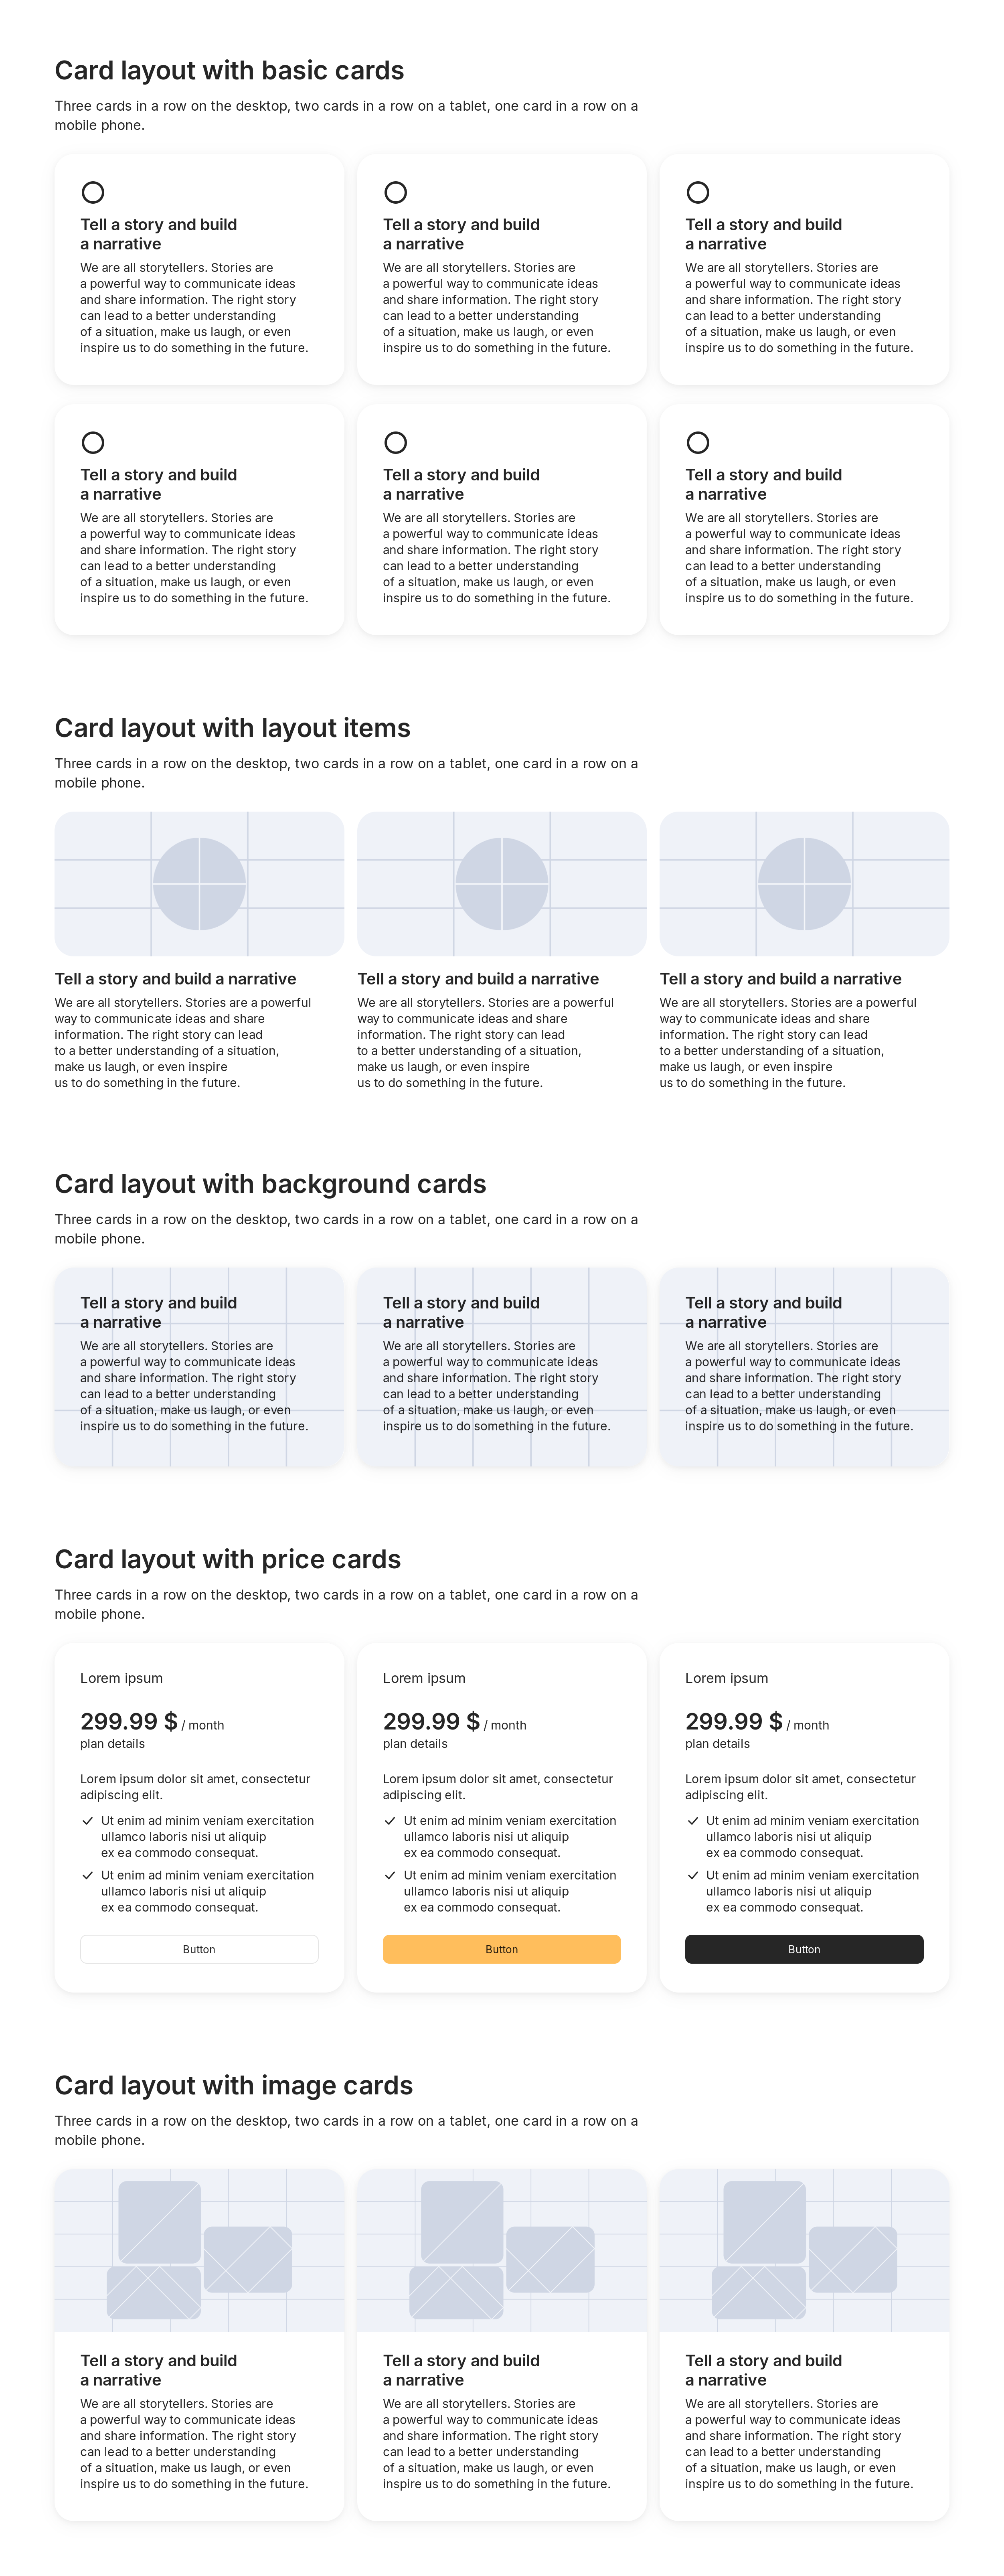 Card layout with basic cards
Three cards in a row on the desktop, two cards in a row on a tablet, one card in a row on a
mobile phone.
Tell a story and build
a narrative
We are all storytellers. Stories are
a powerful way to communicate ideas
and share information. The right story
can lead to a better understanding
of a situation, make us laugh, or even
inspire us to do something in the future.
Tell a story and build
a narrative
We are all storytellers. Stories are
a powerful way to communicate ideas
and share information. The right story
can lead to a better understanding
of a situation, make us laugh, or even
inspire us to do something in the future.
Tell a story and build
a narrative
We are all storytellers. Stories are
a powerful way to communicate ideas
and share information. The right story
can lead to a better understanding
of a situation, make us laugh, or even
inspire us to do something in the future.
Tell a story and build
a narrative
We are all storytellers. Stories are
a powerful way to communicate ideas
and share information. The right story
can lead to a better understanding
of a situation, make us laugh, or even
inspire us to do something in the future.
Tell a story and build
a narrative
We are all storytellers. Stories are
a powerful way to communicate ideas
and share information. The right story
can lead to a better understanding
of a situation, make us laugh, or even
inspire us to do something in the future.
Tell a story and build
a narrative
We are all storytellers. Stories are
a powerful way to communicate ideas
and share information. The right story
can lead to a better understanding
of a situation, make us laugh, or even
inspire us to do something in the future.
Card layout with layout items
Three cards in a row on the desktop, two cards in a row on a tablet, one card in a row on a
mobile phone.
Tell a story and build a narrative
We are all storytellers. Stories are a powerful
way to communicate ideas and share
information. The right story can lead
to a better understanding of a situation,
make us laugh, or even inspire
us to do something in the future.
Tell a story and build a narrative
We are all storytellers. Stories are a powerful
way to communicate ideas and share
information. The right story can lead
to a better understanding of a situation,
make us laugh, or even inspire
us to do something in the future.
Tell a story and build a narrative
We are all storytellers. Stories are a powerful
way to communicate ideas and share
information. The right story can lead
to a better understanding of a situation,
make us laugh, or even inspire
us to do something in the future.
Card layout with background cards
Three cards in a row on the desktop, two cards in a row on a tablet, one card in a row on a
mobile phone.
Tell a story and build
a narrative
We are all storytellers. Stories are
a powerful way to communicate ideas
and share information. The right story
can lead to a better understanding
of a situation, make us laugh, or even
inspire us to do something in the future.
Tell a story and build
a narrative
We are all storytellers. Stories are
a powerful way to communicate ideas
and share information. The right story
can lead to a better understanding
of a situation, make us laugh, or even
inspire us to do something in the future.
Tell a story and build
a narrative
We are all storytellers. Stories are
a powerful way to communicate ideas
and share information. The right story
can lead to a better understanding
of a situation, make us laugh, or even
inspire us to do something in the future.
Card layout with price cards
Three cards in a row on the desktop, two cards in a row on a tablet, one card in a row on a
mobile phone.
Lorem ipsum
299.99 $ / month
plan details
Lorem ipsum dolor sit amet, consectetur
adipiscing elit.
Ut enim ad minim veniam exercitation
ullamco laboris nisi ut aliquip
ex ea commodo consequat.
Ut enim ad minim veniam exercitation
ullamco laboris nisi ut aliquip
ex ea commodo consequat.
Button
Lorem ipsum
299.99 $ / month
plan details
Lorem ipsum dolor sit amet, consectetur
adipiscing elit.
Ut enim ad minim veniam exercitation
ullamco laboris nisi ut aliquip
ex ea commodo consequat.
Ut enim ad minim veniam exercitation
ullamco laboris nisi ut aliquip
ex ea commodo consequat.
Button
Lorem ipsum
299.99 $ / month
plan details
Lorem ipsum dolor sit amet, consectetur
adipiscing elit.
Ut enim ad minim veniam exercitation
ullamco laboris nisi ut aliquip
ex ea commodo consequat.
Ut enim ad minim veniam exercitation
ullamco laboris nisi ut aliquip
ex ea commodo consequat.
Button
Card layout with image cards
Three cards in a row on the desktop, two cards in a row on a tablet, one card in a row on a
mobile phone.
Tell a story and build
a narrative
We are all storytellers. Stories are
a powerful way to communicate ideas
and share information. The right story
can lead to a better understanding
of a situation, make us laugh, or even
inspire us to do something in the future.
Tell a story and build
a narrative
We are all storytellers. Stories are
a powerful way to communicate ideas
and share information. The right story
can lead to a better understanding
of a situation, make us laugh, or even
inspire us to do something in the future.
Tell a story and build
a narrative
We are all storytellers. Stories are
a powerful way to communicate ideas
and share information. The right story
can lead to a better understanding
of a situation, make us laugh, or even
inspire us to do something in the future.